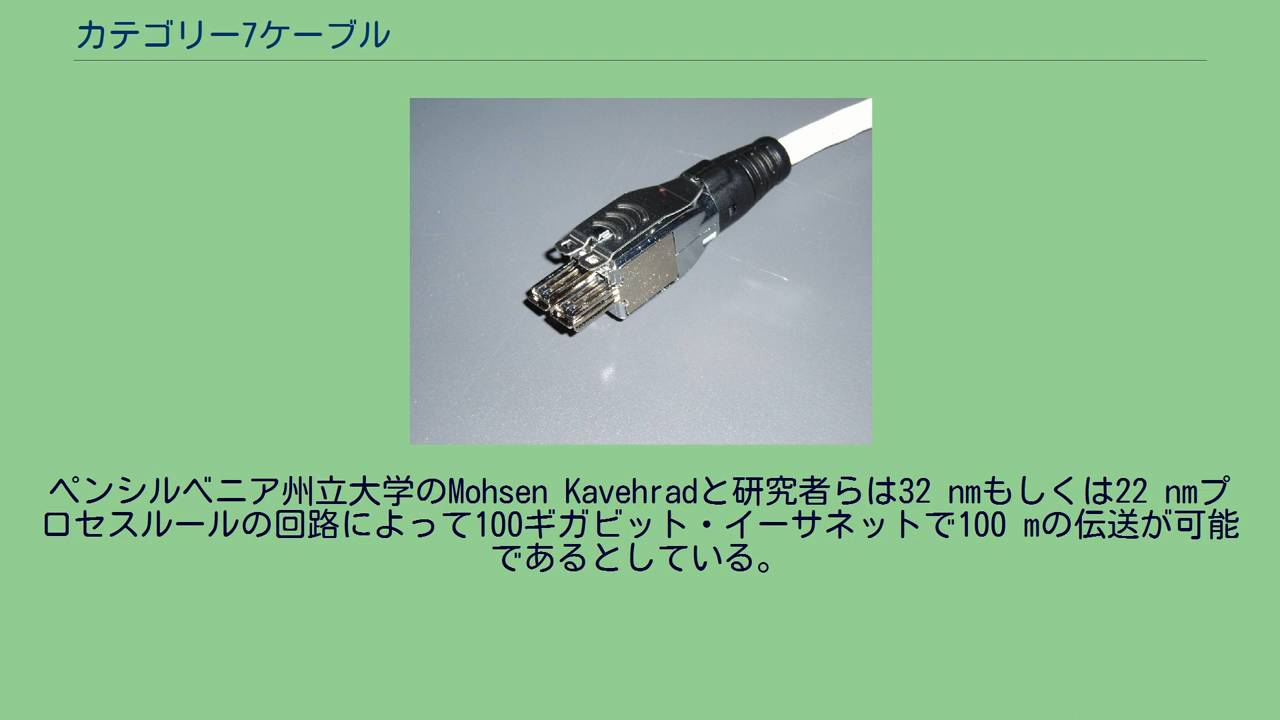 カテゴリー7ケーブル
ペンシルベニア州立大学のMohsen Kavehradと研究者らは32 nmもしくは22 nmプ
ロセスルールの回路によって100ギガビット・イーサネットで100 mの伝送が可能
であるとしている。